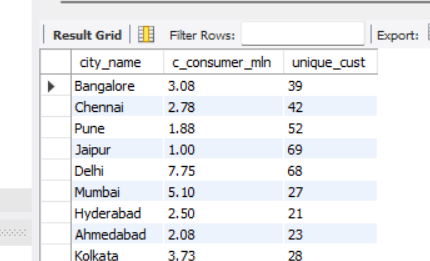 Result Grid Filter Rows: Export:
city_name c_consumer_mln unique_cust
Bangalore 3.08 39
Chennai 2.78 42
Pune 1.88 52
Jaipur 1.00 69
Delhi 7.75 68
Mumbai 5.10 27
Hyderabad 2.50 21
Ahmedabad 2.08 23
Kolkata 3.73 28